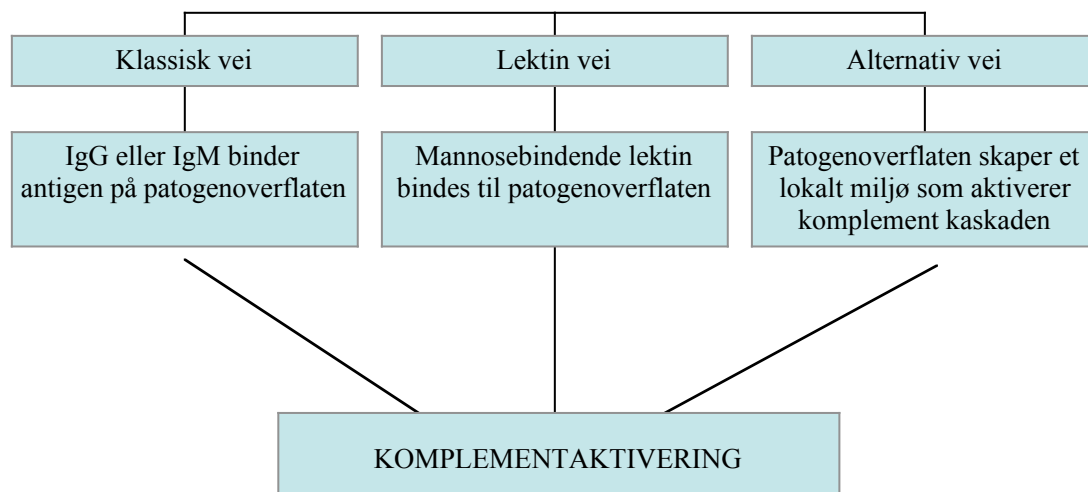 Klassisk vei
Lektin vei
Alternativ vei
IgG eller IgM binder
antigen på patogenoverflaten
Mannosebindende lektin
bindes til patogenoverflaten
Patogenoverflaten skaper et
lokalt miljø som aktiverer
komplement kaskaden
KOMPLEMENTAKTIVERING